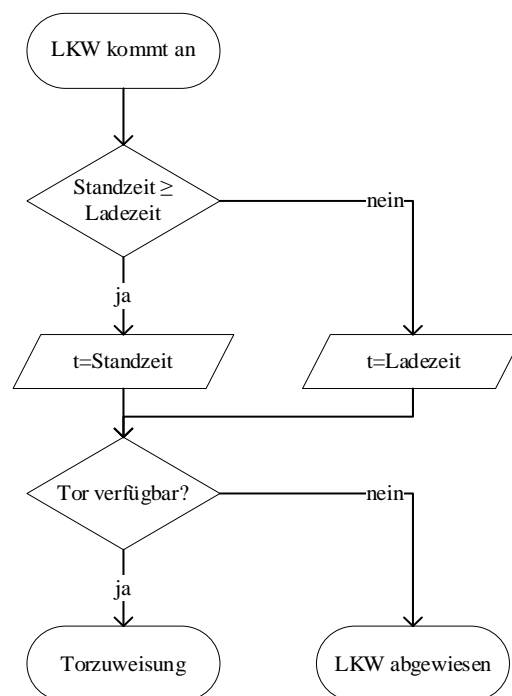 LKW kommt an
Standzeit ≥
Ladezeit
nein
ja
t=Standzeit
t=Ladezeit
Tor verfügbar?
nein
ja
Torzuweisung
LKW abgewiesen